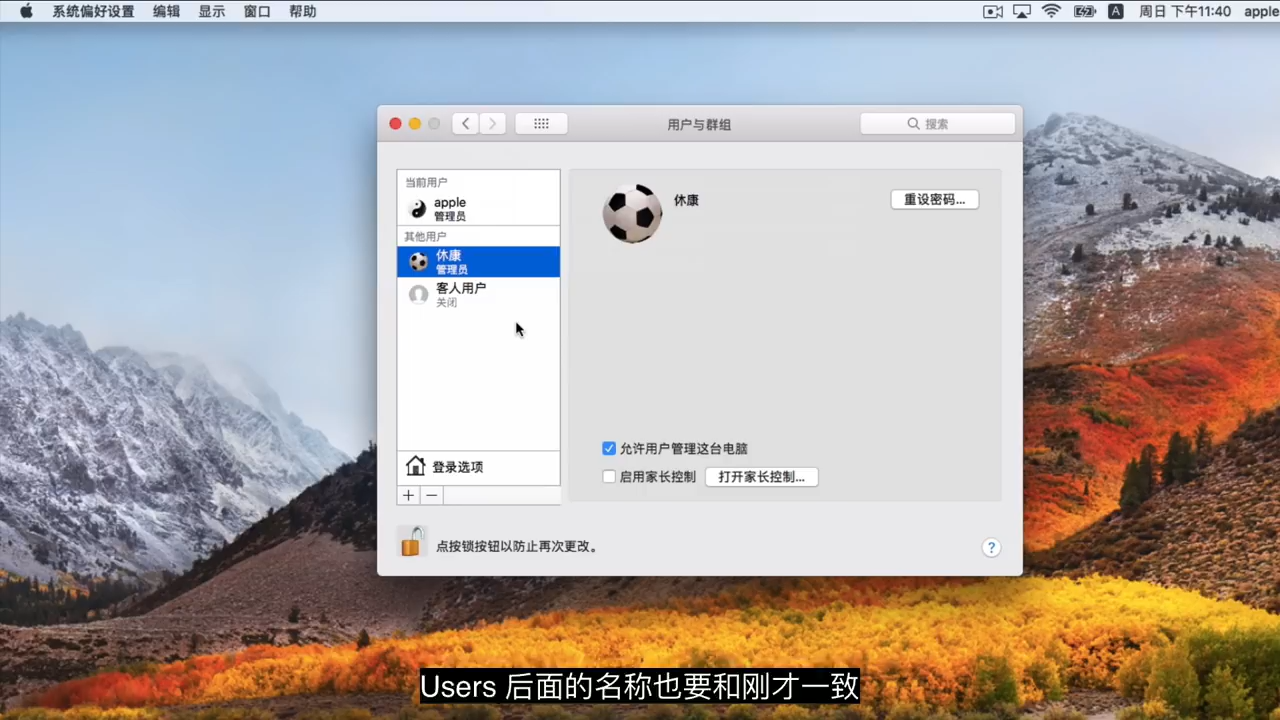 系统偏好设置 编辑 显示 窗口 帮助 A 周日 下午11:40 apple
用户与群组
搜索
当前用户
apple
管理员
其他用户
休康
管理员
客人用户
关闭
登录选项
+ −
休康
重设密码...
允许用户管理这台电脑
启用家长控制 打开家长控制...
点按锁按钮以防止再次更改。
?
Users 后面的名称也要和刚才一致